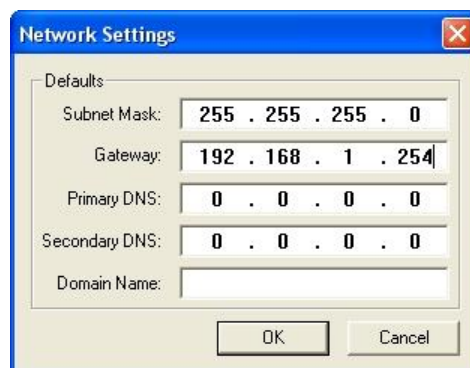 Network Settings
Defaults
Subnet Mask: 255 . 255 . 255 . 0
Gateway: 192 . 168 . 1 . 254
Primary DNS: 0 . 0 . 0 . 0
Secondary DNS: 0 . 0 . 0 . 0
Domain Name:
OK Cancel